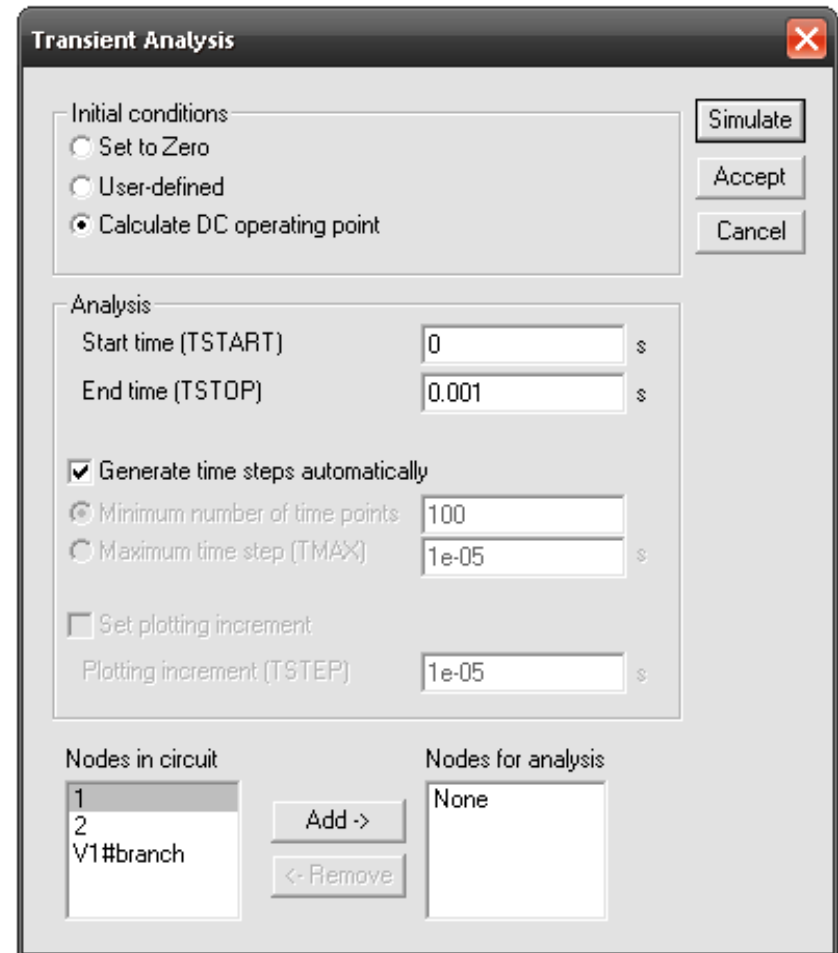 Transient Analysis
Initial conditions
Set to Zero
User-defined
Calculate DC operating point
Simulate
Accept
Cancel
Analysis
Start time (TSTART) 0 s
End time (TSTOP) 0.001 s
Generate time steps automatically
Minimum number of time points 100
Maximum time step (TMAX) 1e-05 s
Set plotting increment
Plotting increment (TSTEP) 1e-05 s
Nodes in circuit
1
2
V1#branch
Add ->
<- Remove
Nodes for analysis
None